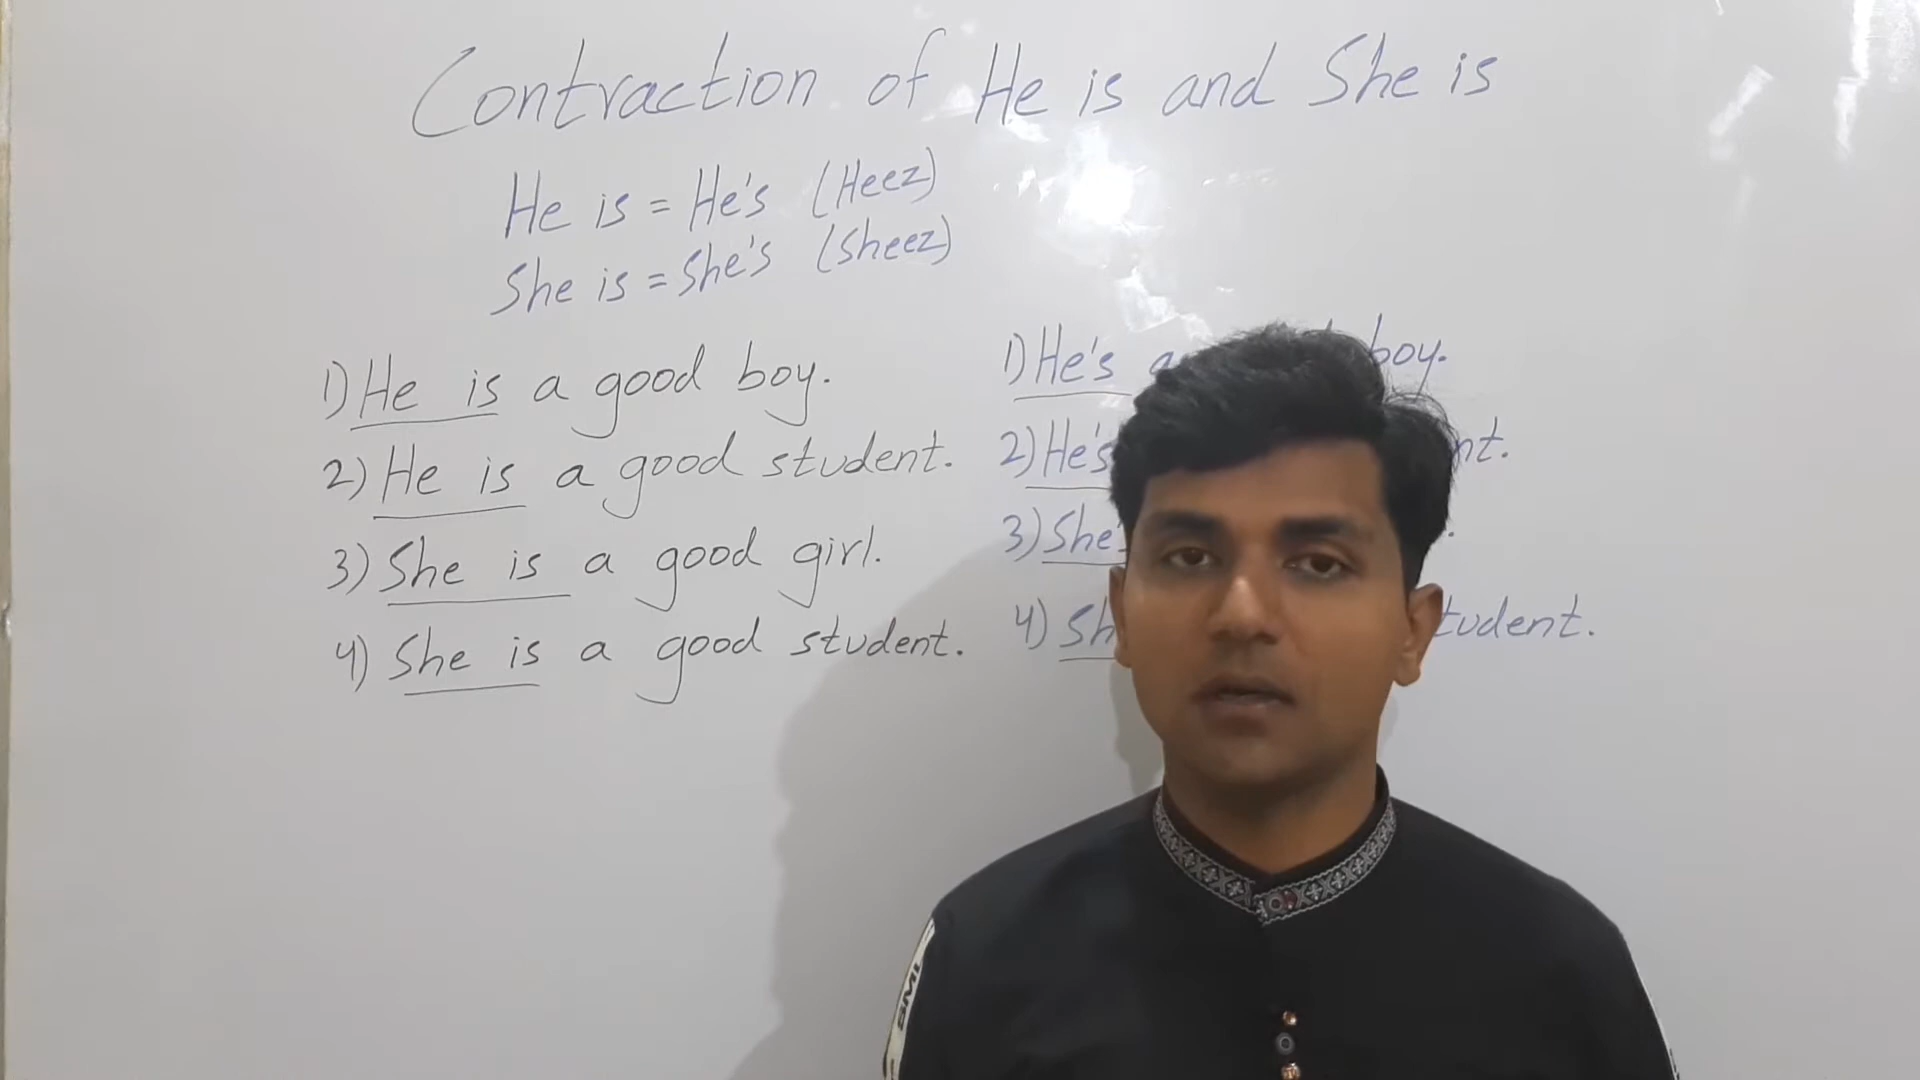 Contraction of He is and She is
He is = He's (Heez)
She is = She's (Sheez)
1) He is a good boy.
2) He is a good student.
3) She is a good girl.
4) She is a good student.
1) He's a boy.
2) He's
3) She's
4)
BMI